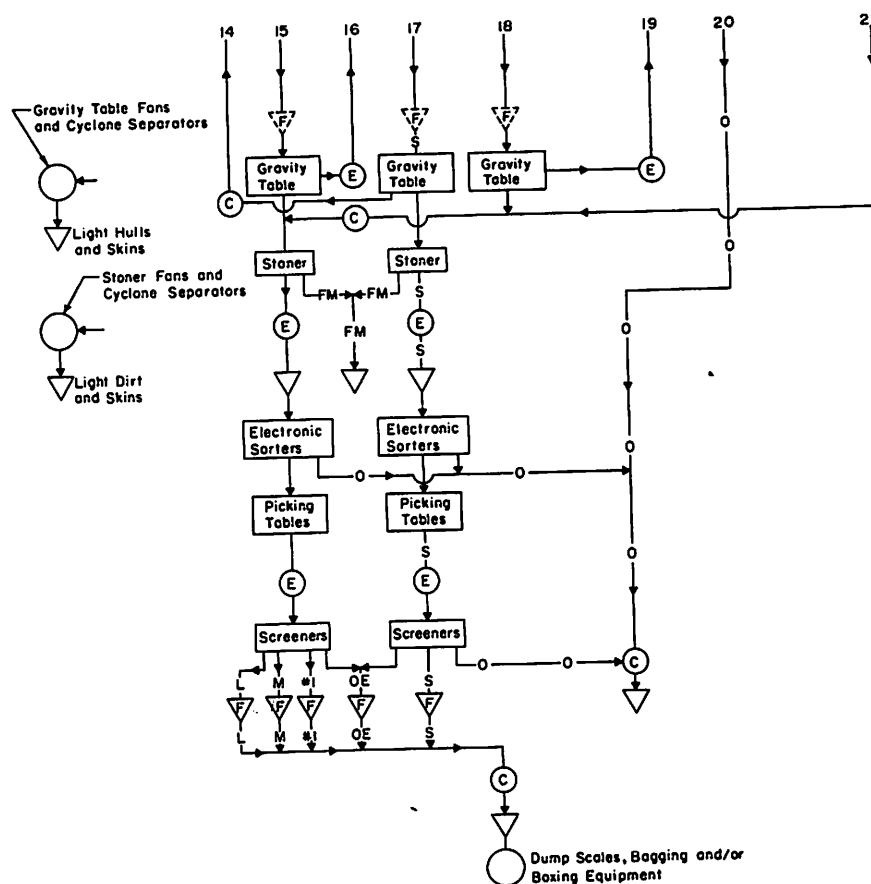 14 15 16 17 18 19 20 2
Gravity Table Fans
and Cyclone Separators
F F F
S
Gravity
Table
E
Gravity
Table
Gravity
Table
E
O
C
C
Light Hulls
and Skins
O
Stoner
Stoner
Stoner Fans and
Cyclone Separators
FM FM
S
E
FM
E
O
S
Light Dirt
and Skins
Electronic
Sorters
Electronic
Sorters
O
O O
Picking
Tables
Picking
Tables
S
O
E
E
Screeners
Screeners
O O C
L M #1 OE S
F F F F F
L M #1 OE S
C
Dump Scales, Bagging and/or
Boxing Equipment